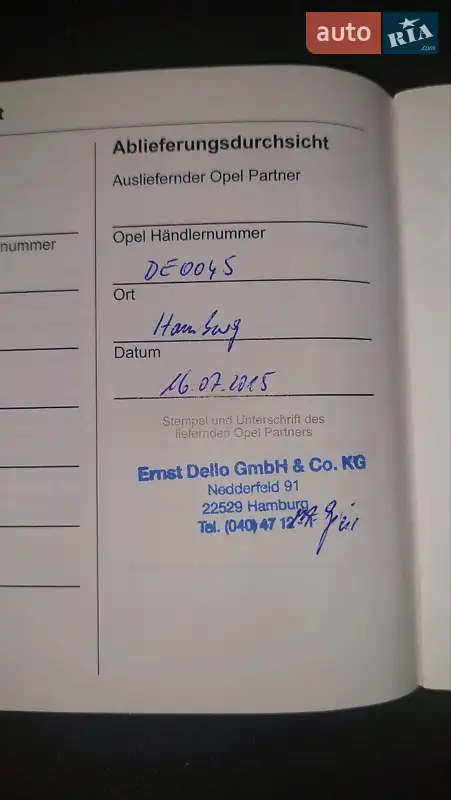 auto RIA .com
t
nummer
Ablieferungsdurchsicht
Ausliefernder Opel Partner
Opel Händlernummer
DE0045
Ort
Hamburg
Datum
16.07.2015
Stempel und Unterschrift des
liefernden Opel Partners
Ernst Dello GmbH & Co. KG
Nedderfeld 91
22529 Hamburg
Tel. (040) 47 12